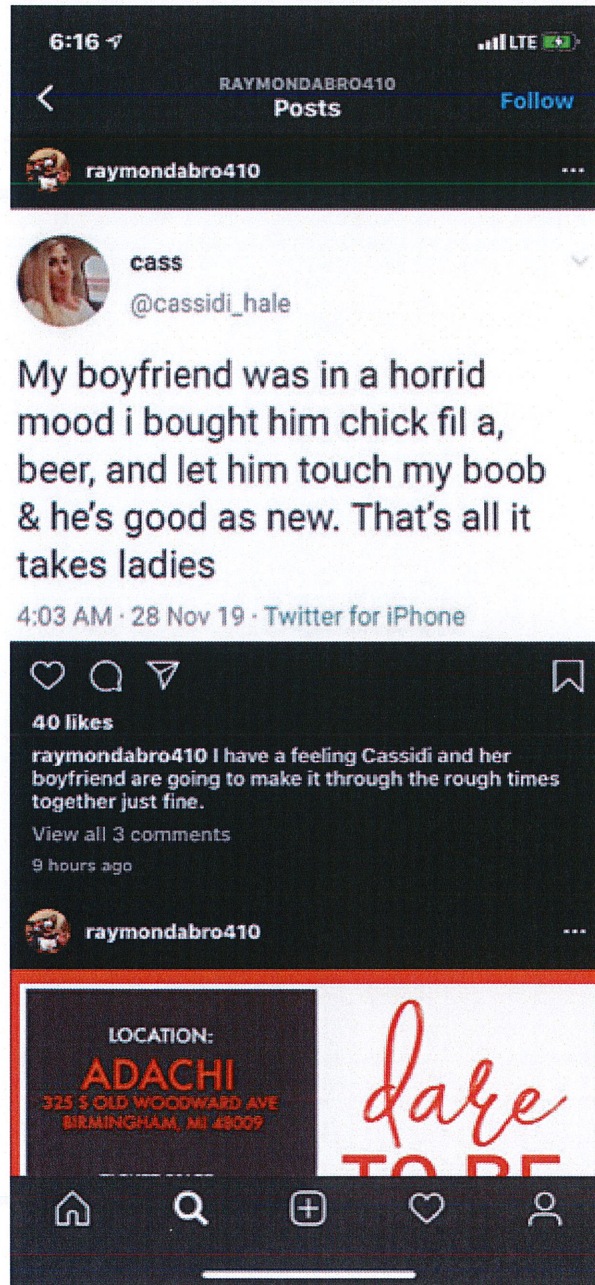 6:16
LTE
RAYMONDABRO410
Posts
Follow
raymondabro410
cass
@cassidi_hale
My boyfriend was in a horrid
mood i bought him chick fil a,
beer, and let him touch my boob
& he's good as new. That's all it
takes ladies
4:03 AM · 28 Nov 19 · Twitter for iPhone
40 likes
raymondabro410 I have a feeling Cassidi and her
boyfriend are going to make it through the rough times
together just fine.
View all 3 comments
9 hours ago
raymondabro410
LOCATION:
ADACHI
325 S OLD WOODWARD AVE
BIRMINGHAM, MI 48009
dare
TO BE